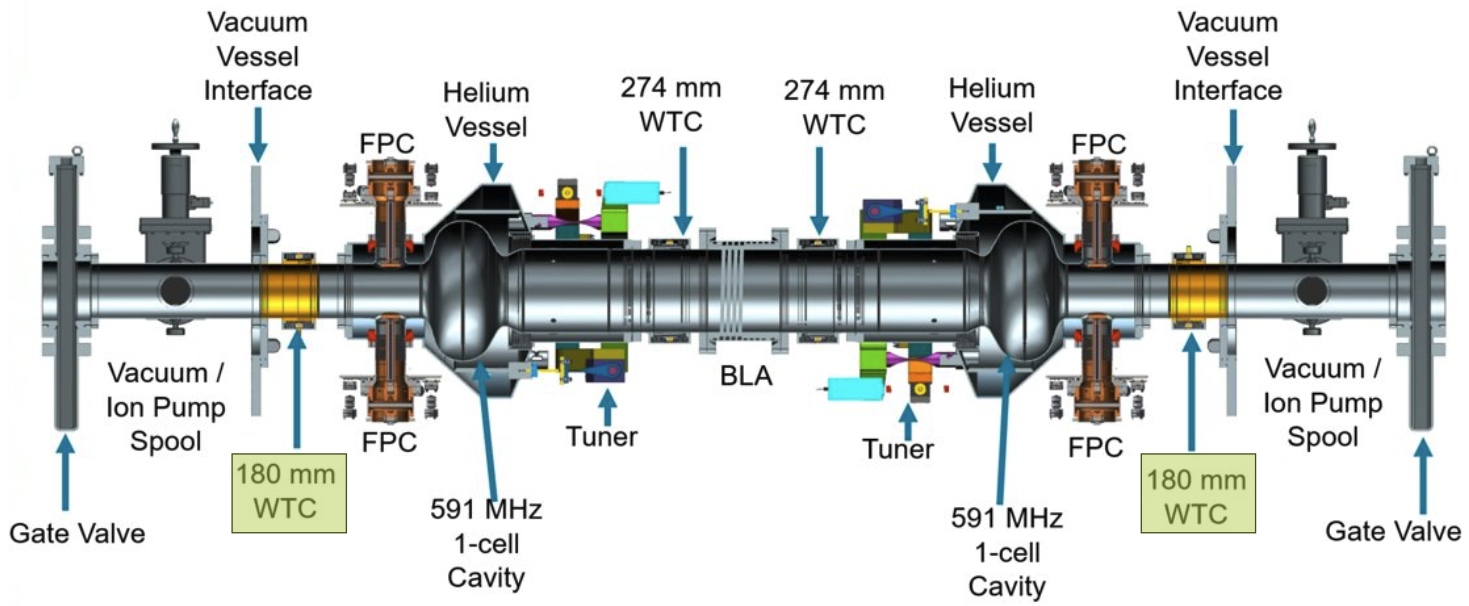 Vacuum
Vessel
Interface
Helium
Vessel
274 mm
WTC
274 mm
WTC
Helium
Vessel
Vacuum
Vessel
Interface
FPC
FPC
Vacuum /
Ion Pump
Spool
FPC
Tuner
BLA
Tuner
FPC
Vacuum /
Ion Pump
Spool
180 mm
WTC
180 mm
WTC
Gate Valve
591 MHz
1-cell
Cavity
591 MHz
1-cell
Cavity
Gate Valve